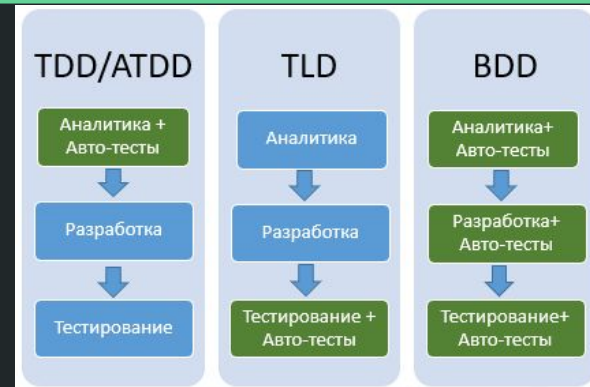 TDD/ATDD
Аналитика +
Авто-тесты
Разработка
Тестирование
TLD
Аналитика
Разработка
Тестирование +
Авто-тесты
BDD
Аналитика+
Авто-тесты
Разработка+
Авто-тесты
Тестирование+
Авто-тесты